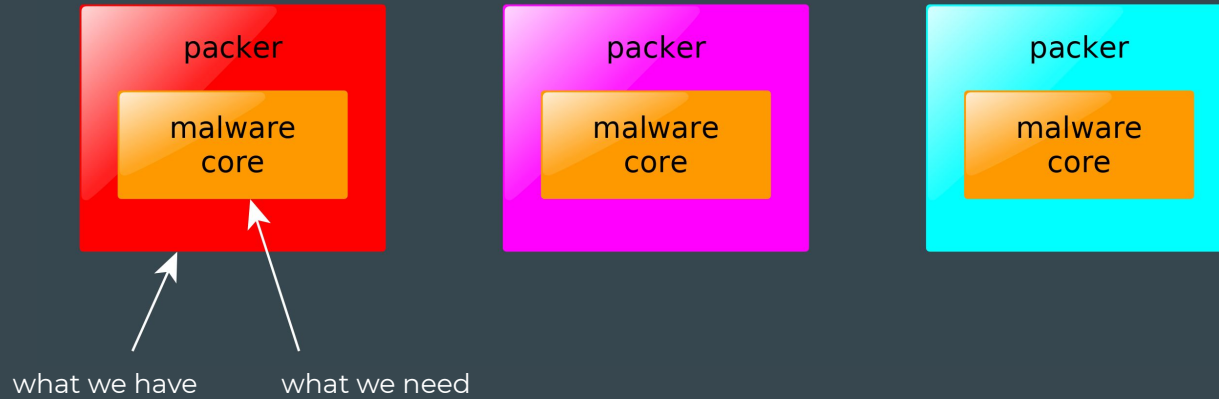 packer
packer
packer
malware
core
malware
core
malware
core
what we have
what we need